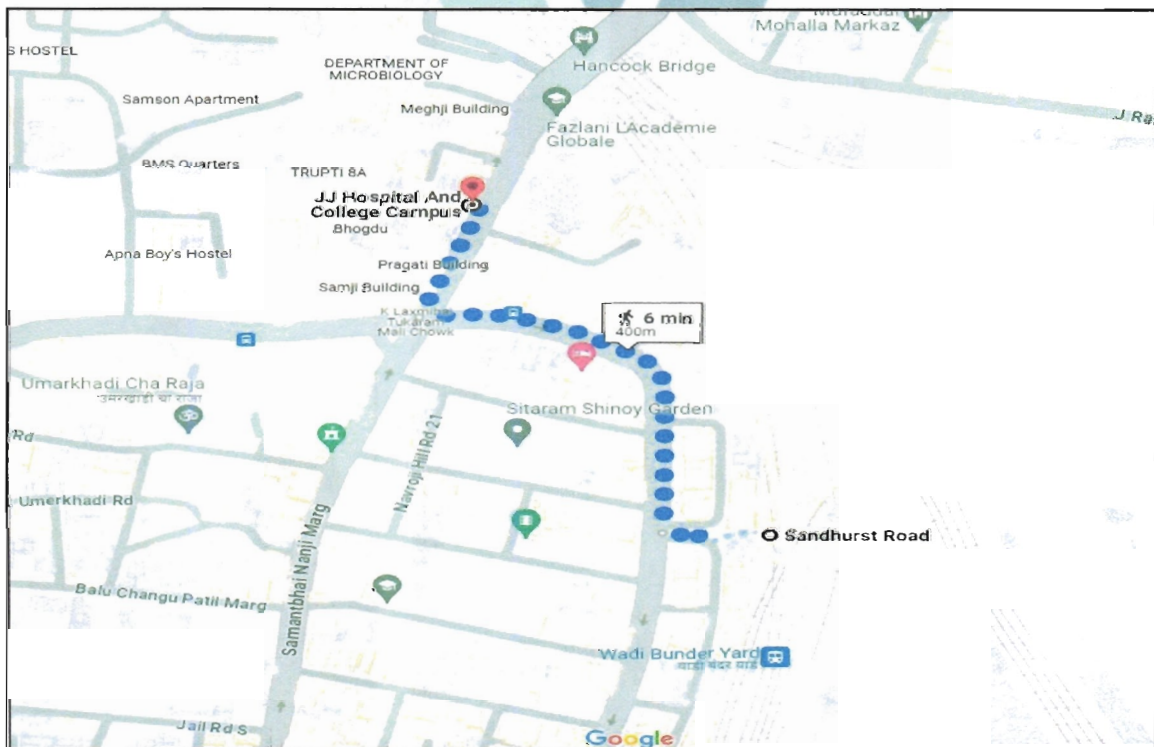 Mohalla Markaz
S HOSTEL
DEPARTMENT OF
MICROBIOLOGY
Hancock Bridge
Samson Apartment
Meghji Building
J Ra
Fazlani L'Académie
Globale
BMS Quarters
TRUPTI 8A
JJ Hospital And
College Campus
Bhogdu
Apna Boy's Hostel
Pragati Building
Samji Building
K Laxmibai
Tukaram
Mali Chowk
6 min
400m
Umarkhadi Cha Raja
उमरखाडी चा राजा
Sitaram Shinoy Garden
Rd
Navroji Hill Rd 21
Umerkhadi Rd
Sandhurst Road
Samantbhai Nanji Marg
Balu Changu Patil Marg
Wadi Bunder Yard
वाडी बंदर यार्ड
Jail Rd S
Google